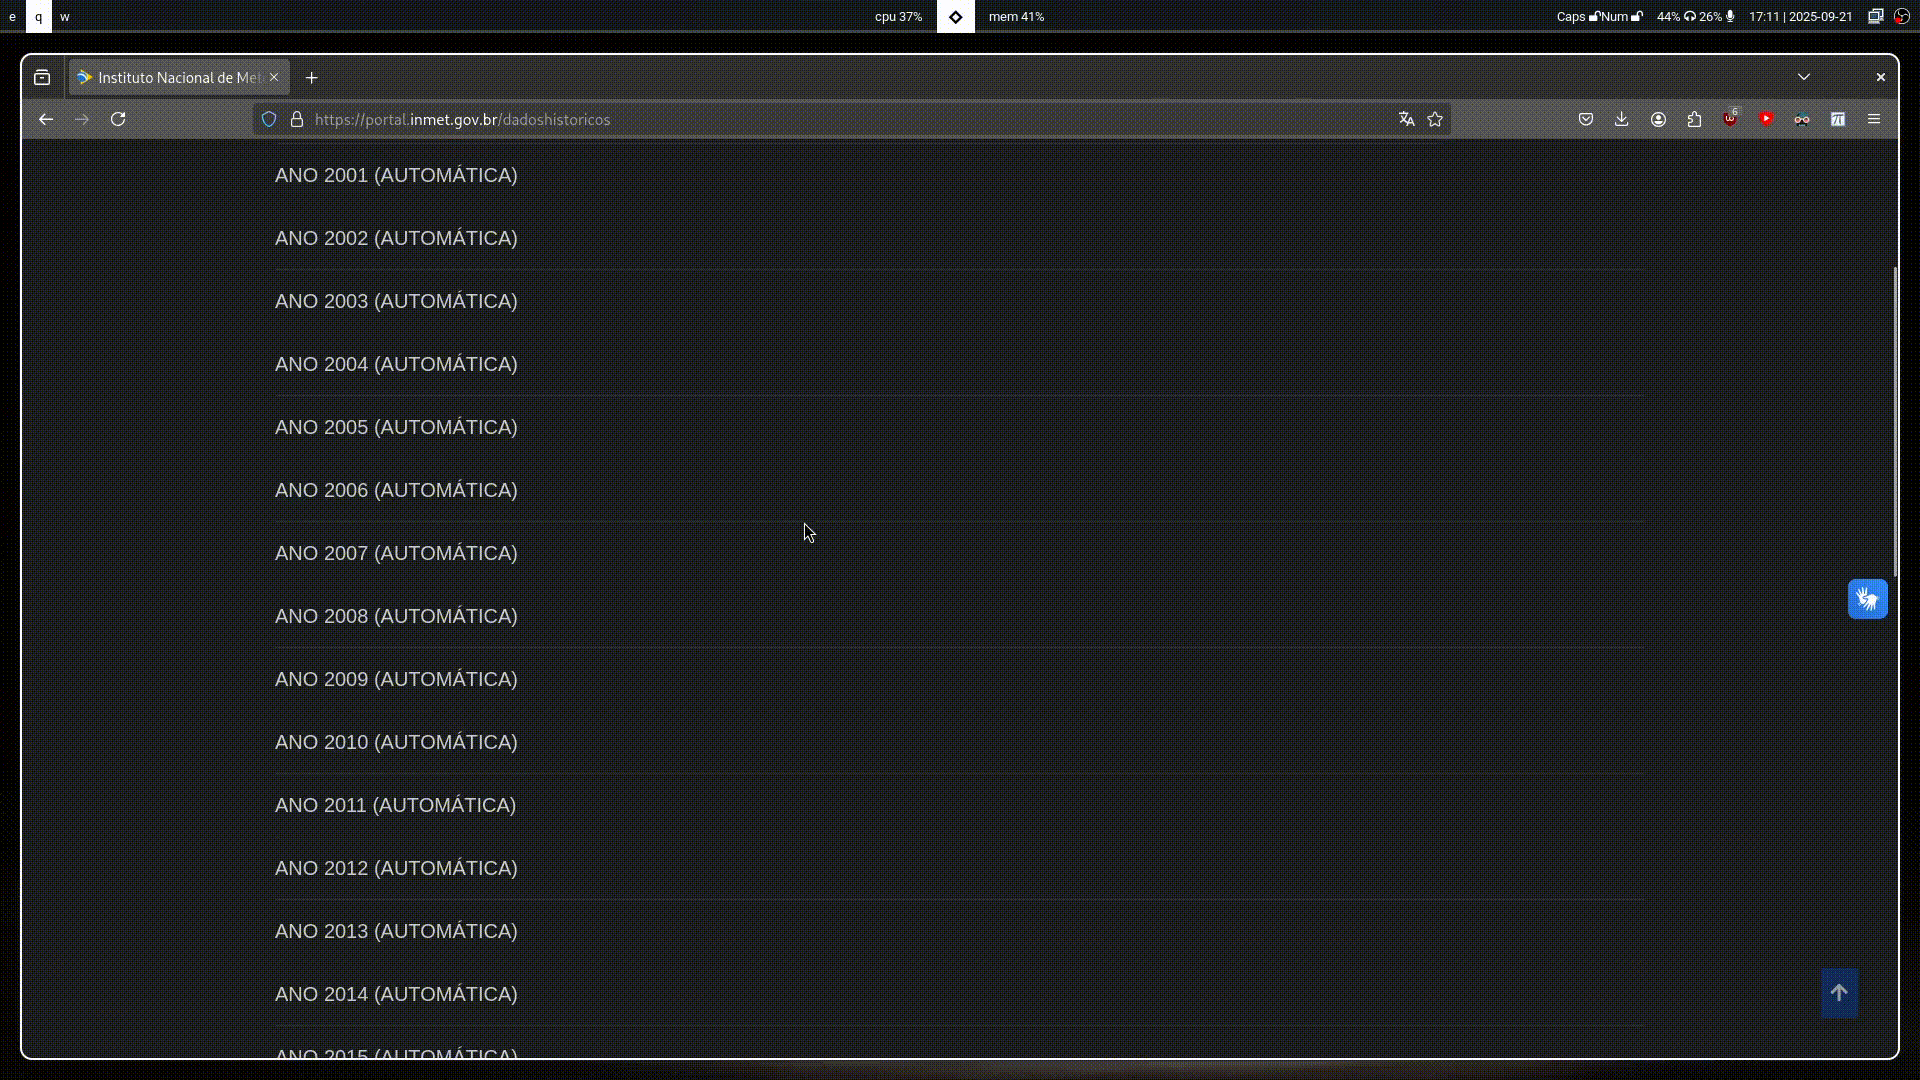 e q w
cpu 37%
mem 41%
Caps Num 44% 26% 17:11 | 2025-09-21
Instituto Nacional de Met
https://portal.inmet.gov.br/dadoshistoricos
6
ANO 2001 (AUTOMÁTICA)
ANO 2002 (AUTOMÁTICA)
ANO 2003 (AUTOMÁTICA)
ANO 2004 (AUTOMÁTICA)
ANO 2005 (AUTOMÁTICA)
ANO 2006 (AUTOMÁTICA)
ANO 2007 (AUTOMÁTICA)
ANO 2008 (AUTOMÁTICA)
ANO 2009 (AUTOMÁTICA)
ANO 2010 (AUTOMÁTICA)
ANO 2011 (AUTOMÁTICA)
ANO 2012 (AUTOMÁTICA)
ANO 2013 (AUTOMÁTICA)
ANO 2014 (AUTOMÁTICA)
ANO 2015 (AUTOMÁTICA)